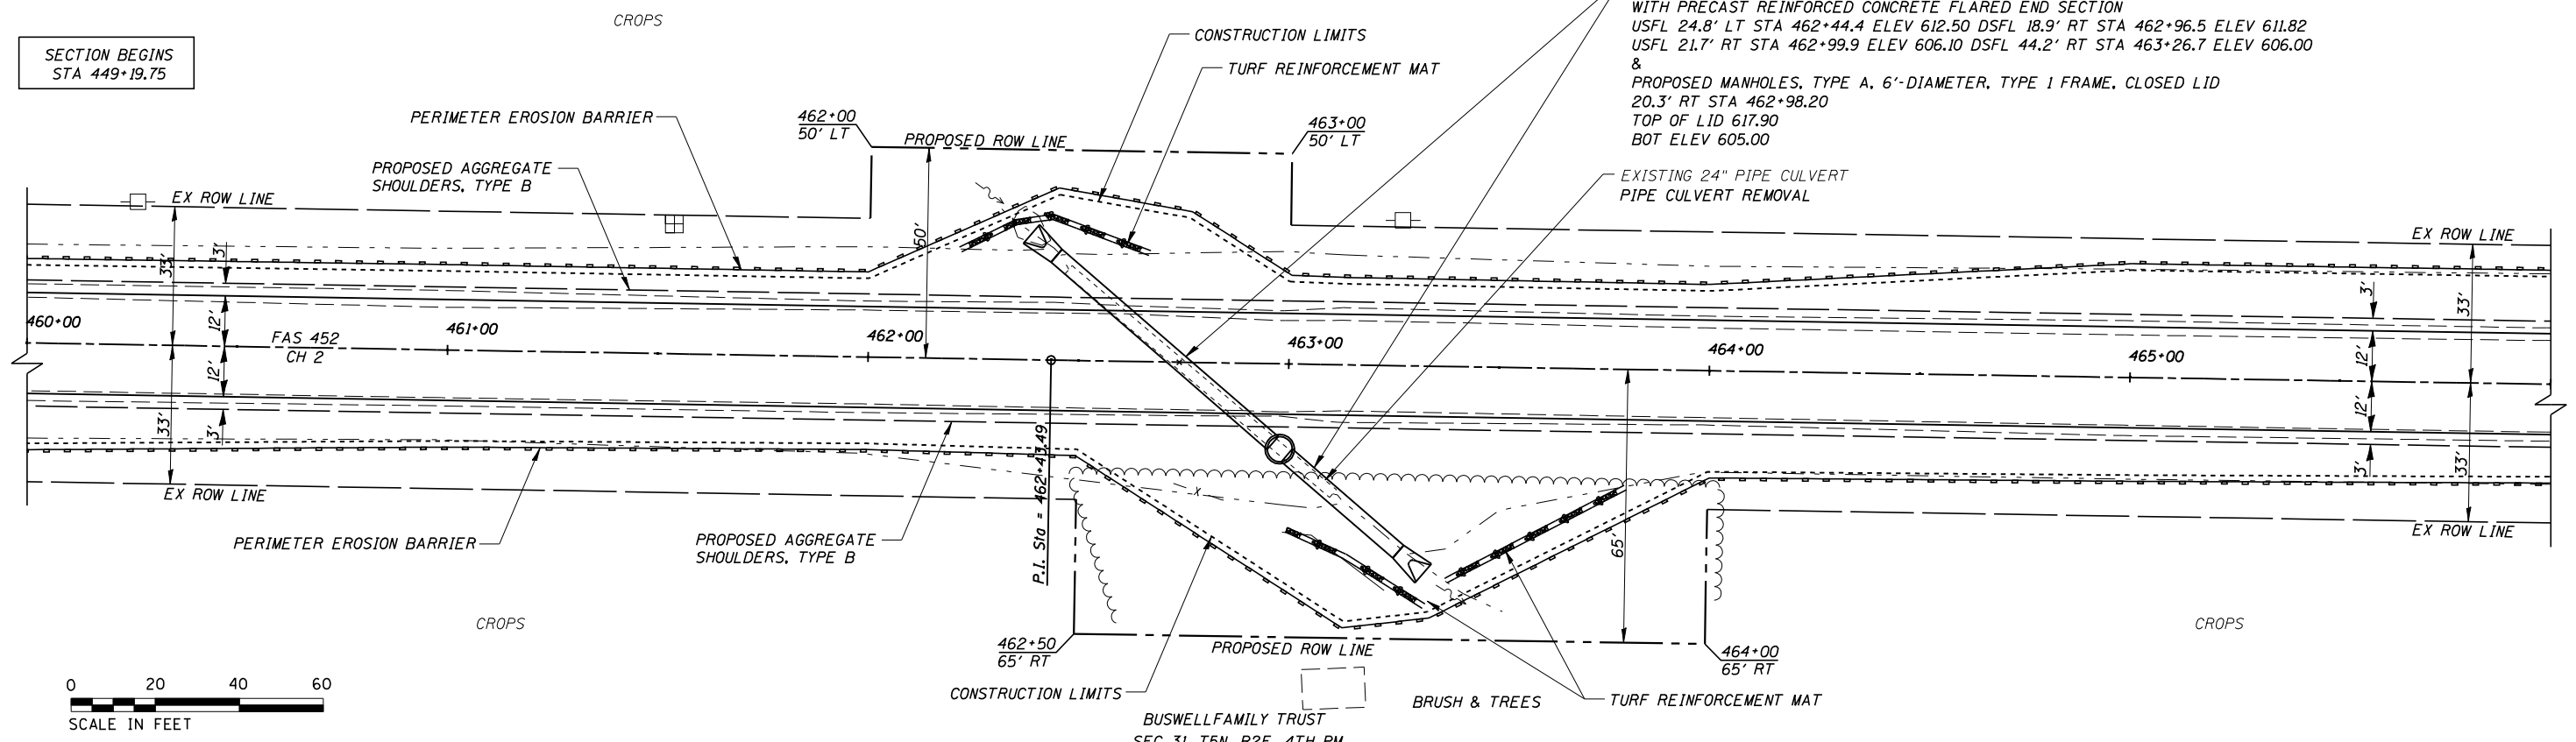 CROPS
SECTION BEGINS
STA 449+19.75
CONSTRUCTION LIMITS
TURF REINFORCEMENT MAT
WITH PRECAST REINFORCED CONCRETE FLARED END SECTION
USFL 24.8' LT STA 462+44.4 ELEV 612.50 DSFL 18.9' RT STA 462+96.5 ELEV 611.82
USFL 21.7' RT STA 462+99.9 ELEV 606.10 DSFL 44.2' RT STA 463+26.7 ELEV 606.00
&
PROPOSED MANHOLES, TYPE A, 6'-DIAMETER, TYPE 1 FRAME, CLOSED LID
20.3' RT STA 462+98.20
TOP OF LID 617.90
BOT ELEV 605.00
PERIMETER EROSION BARRIER
462+00
50' LT
PROPOSED ROW LINE
463+00
50' LT
PROPOSED AGGREGATE
SHOULDERS, TYPE B
EXISTING 24" PIPE CULVERT
PIPE CULVERT REMOVAL
EX ROW LINE
EX ROW LINE
50'
33'
3'
12'
3'
33'
12'
460+00
FAS 452
CH 2
461+00
462+00
463+00
464+00
465+00
12'
33'
3'
12'
33'
3'
EX ROW LINE
X
P.I. Sta = 462+43.49
65'
EX ROW LINE
PERIMETER EROSION BARRIER
PROPOSED AGGREGATE
SHOULDERS, TYPE B
CROPS
CROPS
462+50
65' RT
PROPOSED ROW LINE
464+00
65' RT
0 20 40 60
SCALE IN FEET
CONSTRUCTION LIMITS
BRUSH & TREES
TURF REINFORCEMENT MAT
BUSWELLFAMILY TRUST
SEC 31, T5N, R2E, 4TH PM